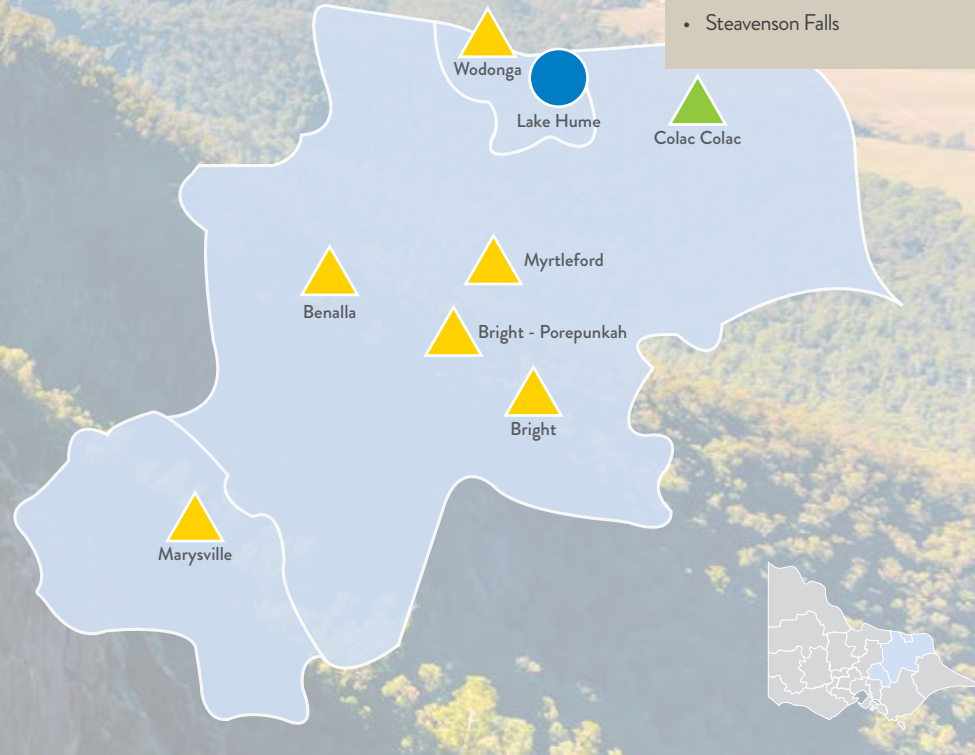 • Steavenson Falls
Wodonga
Lake Hume
Colac Colac
Myrtleford
Benalla
Bright - Porepunkah
Bright
Marysville